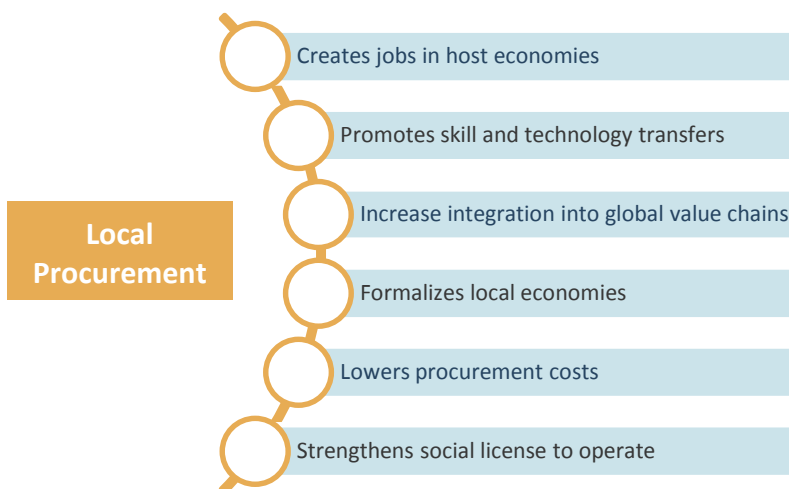 Creates jobs in host economies
Promotes skill and technology transfers
Increase integration into global value chains
Local
Procurement
Formalizes local economies
Lowers procurement costs
Strengthens social license to operate